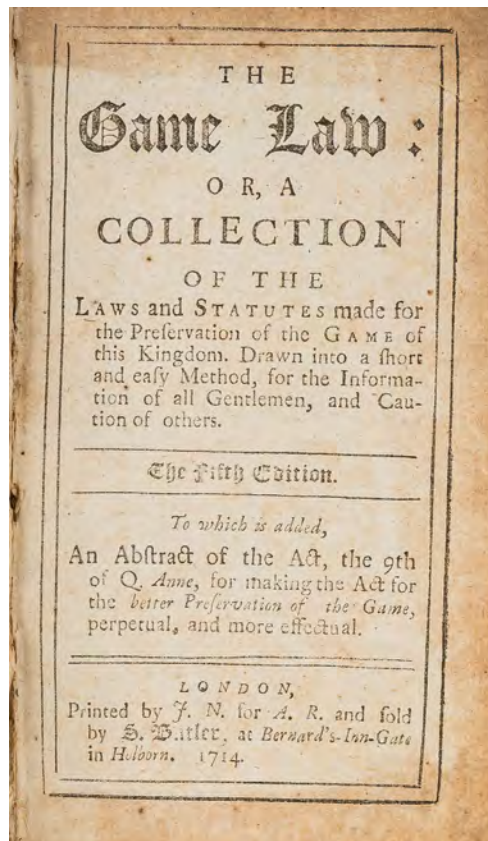 THE
Game Law:
OR, A
COLLECTION
OF THE
LAWS and STATUTES made for
the Preſervation of the GAME of
this Kingdom. Drawn into a ſhort
and eaſy Method, for the Informa-
tion of all Gentlemen, and Cau-
tion of others.
The Fifth Edition.
To which is added,
An Abſtract of the Act, the 9th
of Q. Anne, for making the Act for
the better Preſervation of the Game,
perpetual, and more effectual.
LONDON,
Printed by J. N. for A. R. and ſold
by S. Butler, at Bernard's-Inn-Gate
in Holborn. 1714.